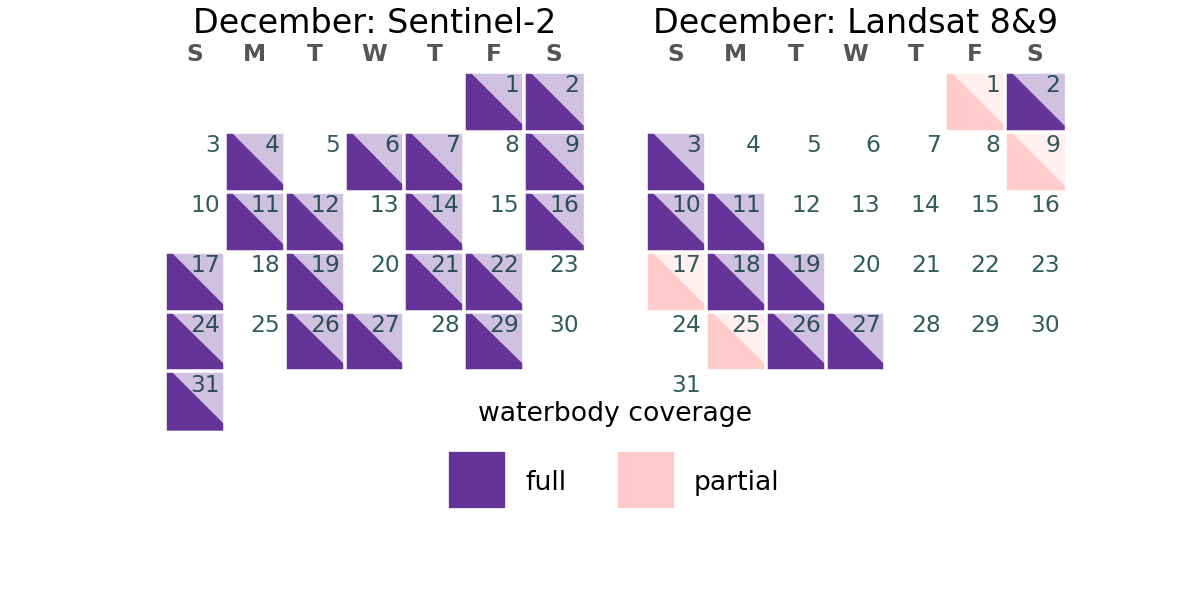 December: Sentinel-2
S M T W T F S
1 2
3 4 5 6 7 8 9
10 11 12 13 14 15 16
17 18 19 20 21 22 23
24 25 26 27 28 29 30
31
December: Landsat 8&9
S M T W T F S
1 2
3 4 5 6 7 8 9
10 11 12 13 14 15 16
17 18 19 20 21 22 23
24 25 26 27 28 29 30
31
waterbody coverage
full partial